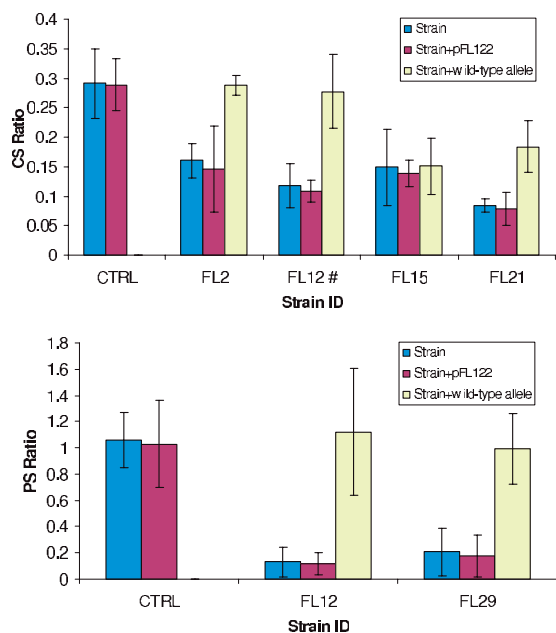 0.4
0.35
0.3
0.25
0.2
0.15
0.1
0.05
0
CS Ratio
Strain
Strain+pFL122
Strain+wild-type allele
CTRL FL2 FL12 # FL15 FL21
Strain ID
1.8
1.6
1.4
1.2
1
0.8
0.6
0.4
0.2
0
PS Ratio
Strain
Strain+pFL122
Strain+wild-type allele
CTRL FL12 FL29
Strain ID